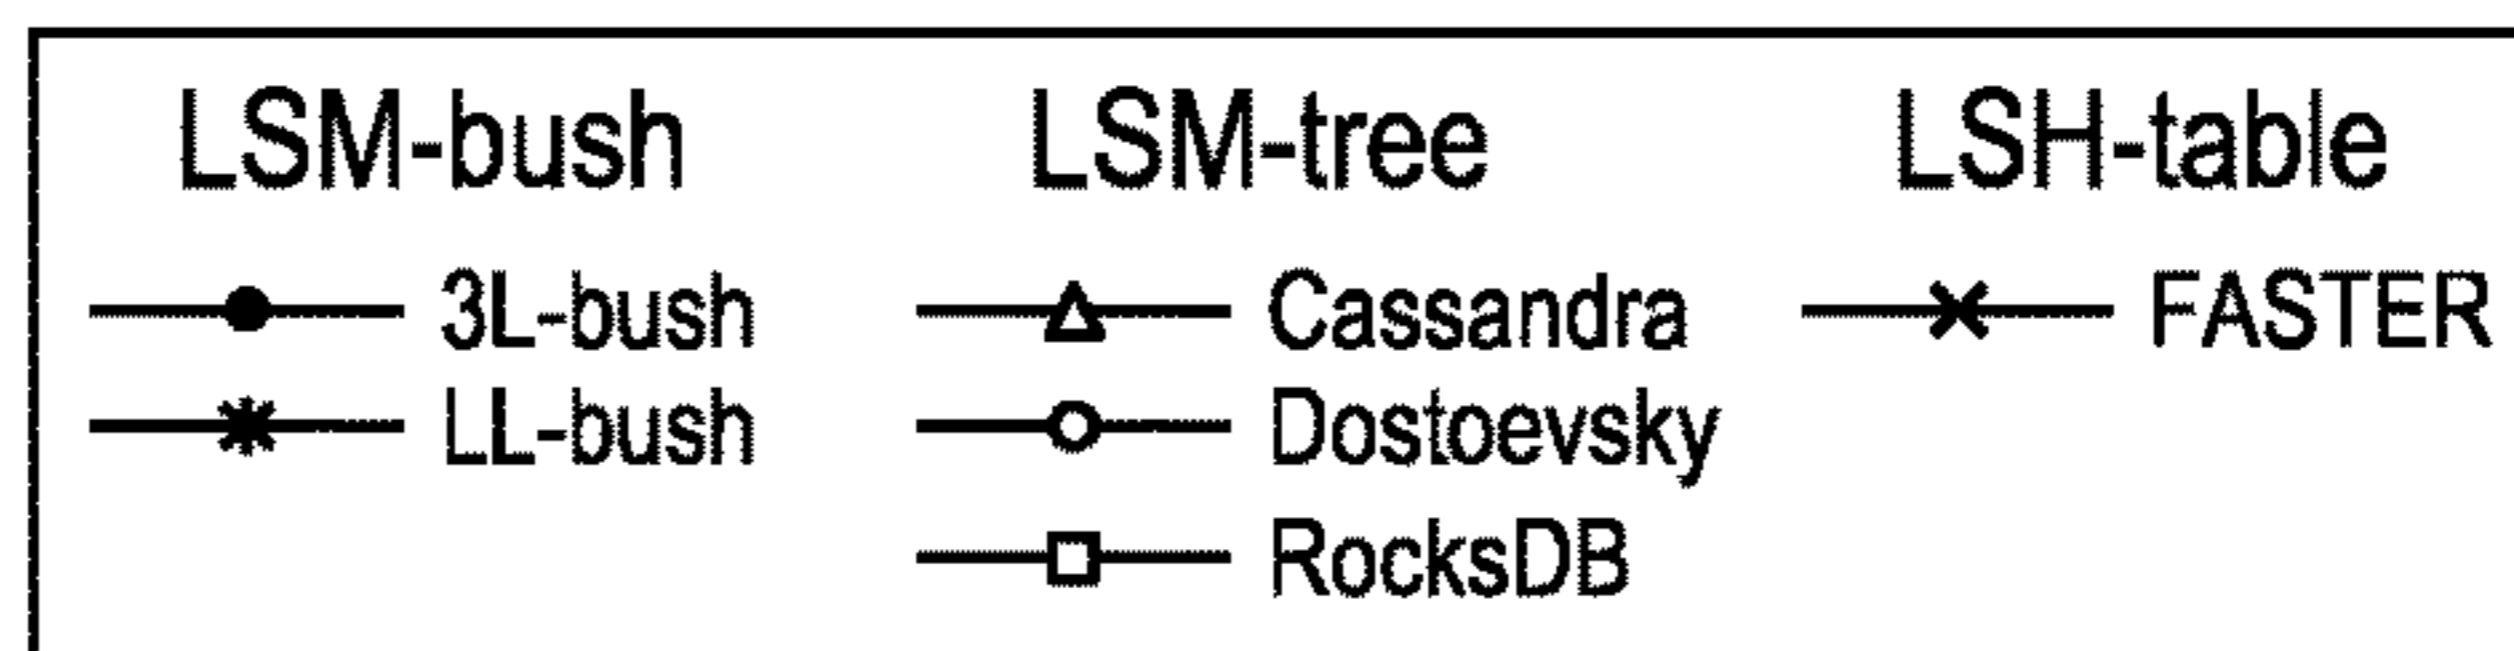 LSM-bush LSM-tree LSH-table
3L-bush Cassandra FASTER
LL-bush Dostoevsky
RocksDB